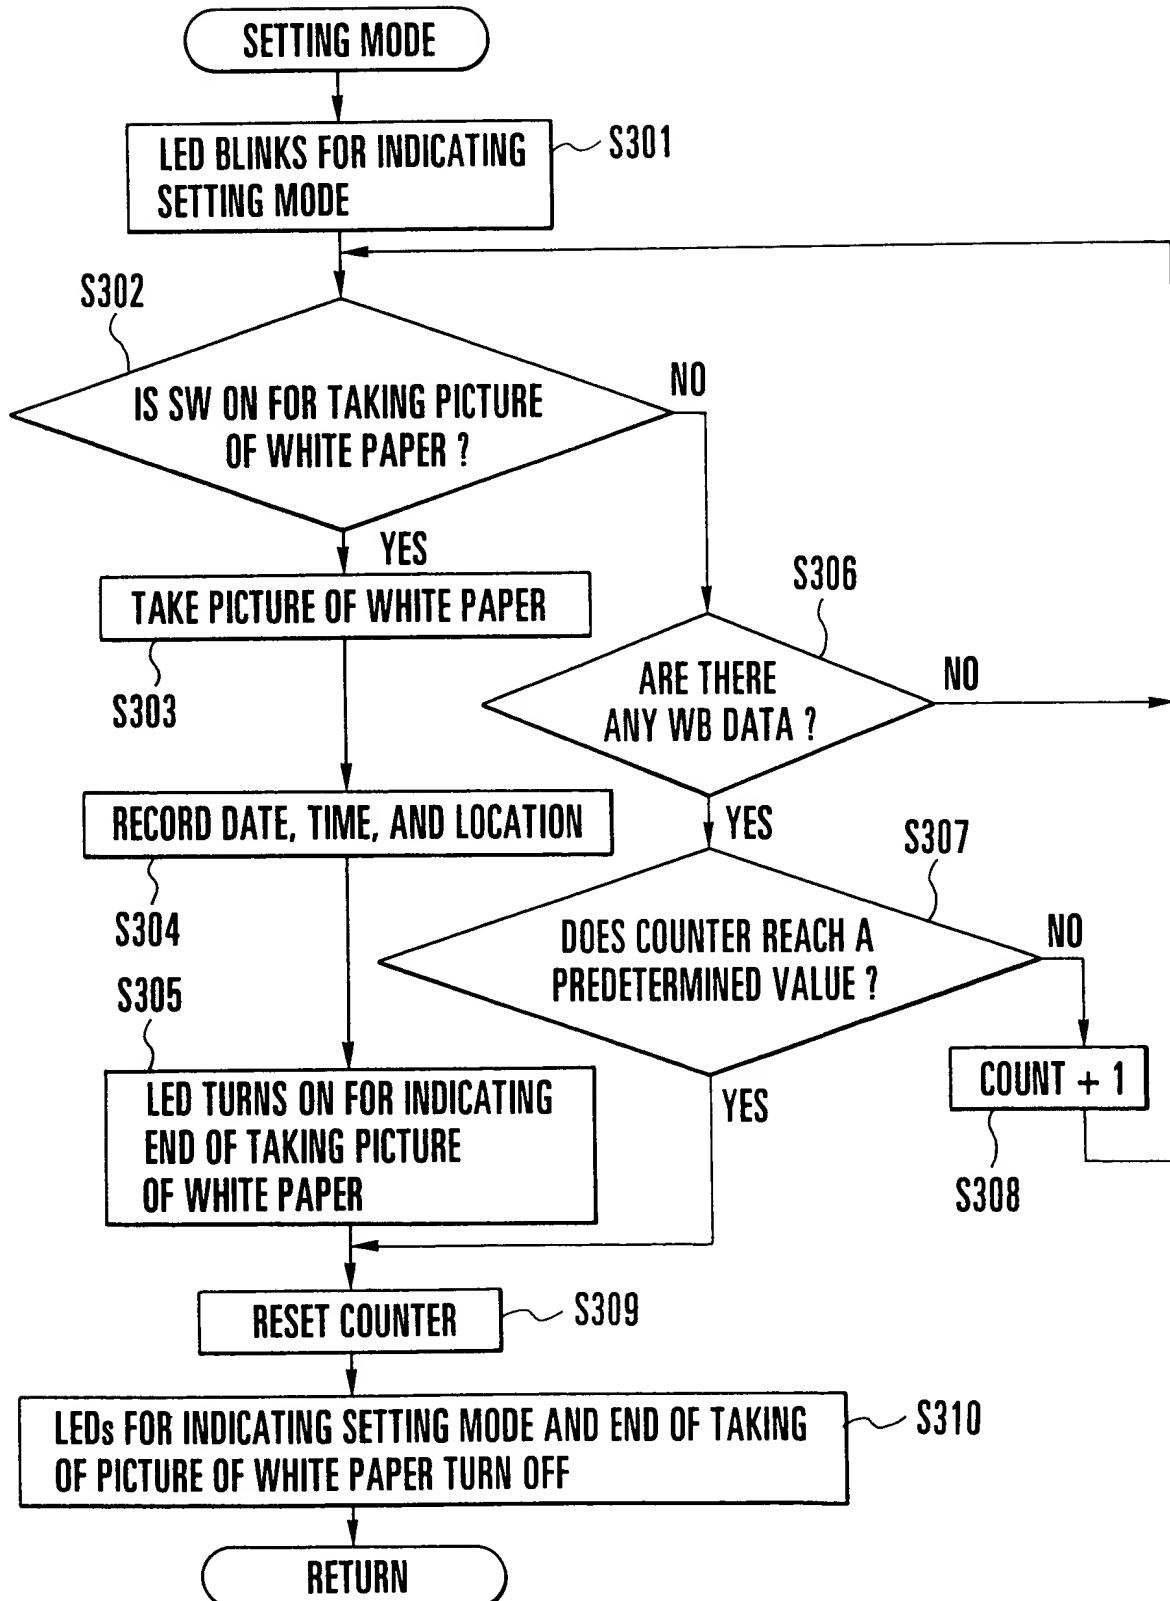 SETTING MODE
LED BLINKS FOR INDICATING
SETTING MODE
S301
S302
IS SW ON FOR TAKING PICTURE
OF WHITE PAPER ?
NO
YES
TAKE PICTURE OF WHITE PAPER
S303
S306
ARE THERE
ANY WB DATA ?
NO
YES
RECORD DATE, TIME, AND LOCATION
S304
S307
DOES COUNTER REACH A
PREDETERMINED VALUE ?
NO
YES
COUNT + 1
S308
S305
LED TURNS ON FOR INDICATING
END OF TAKING PICTURE
OF WHITE PAPER
RESET COUNTER
S309
LEDs FOR INDICATING SETTING MODE AND END OF TAKING
OF PICTURE OF WHITE PAPER TURN OFF
S310
RETURN